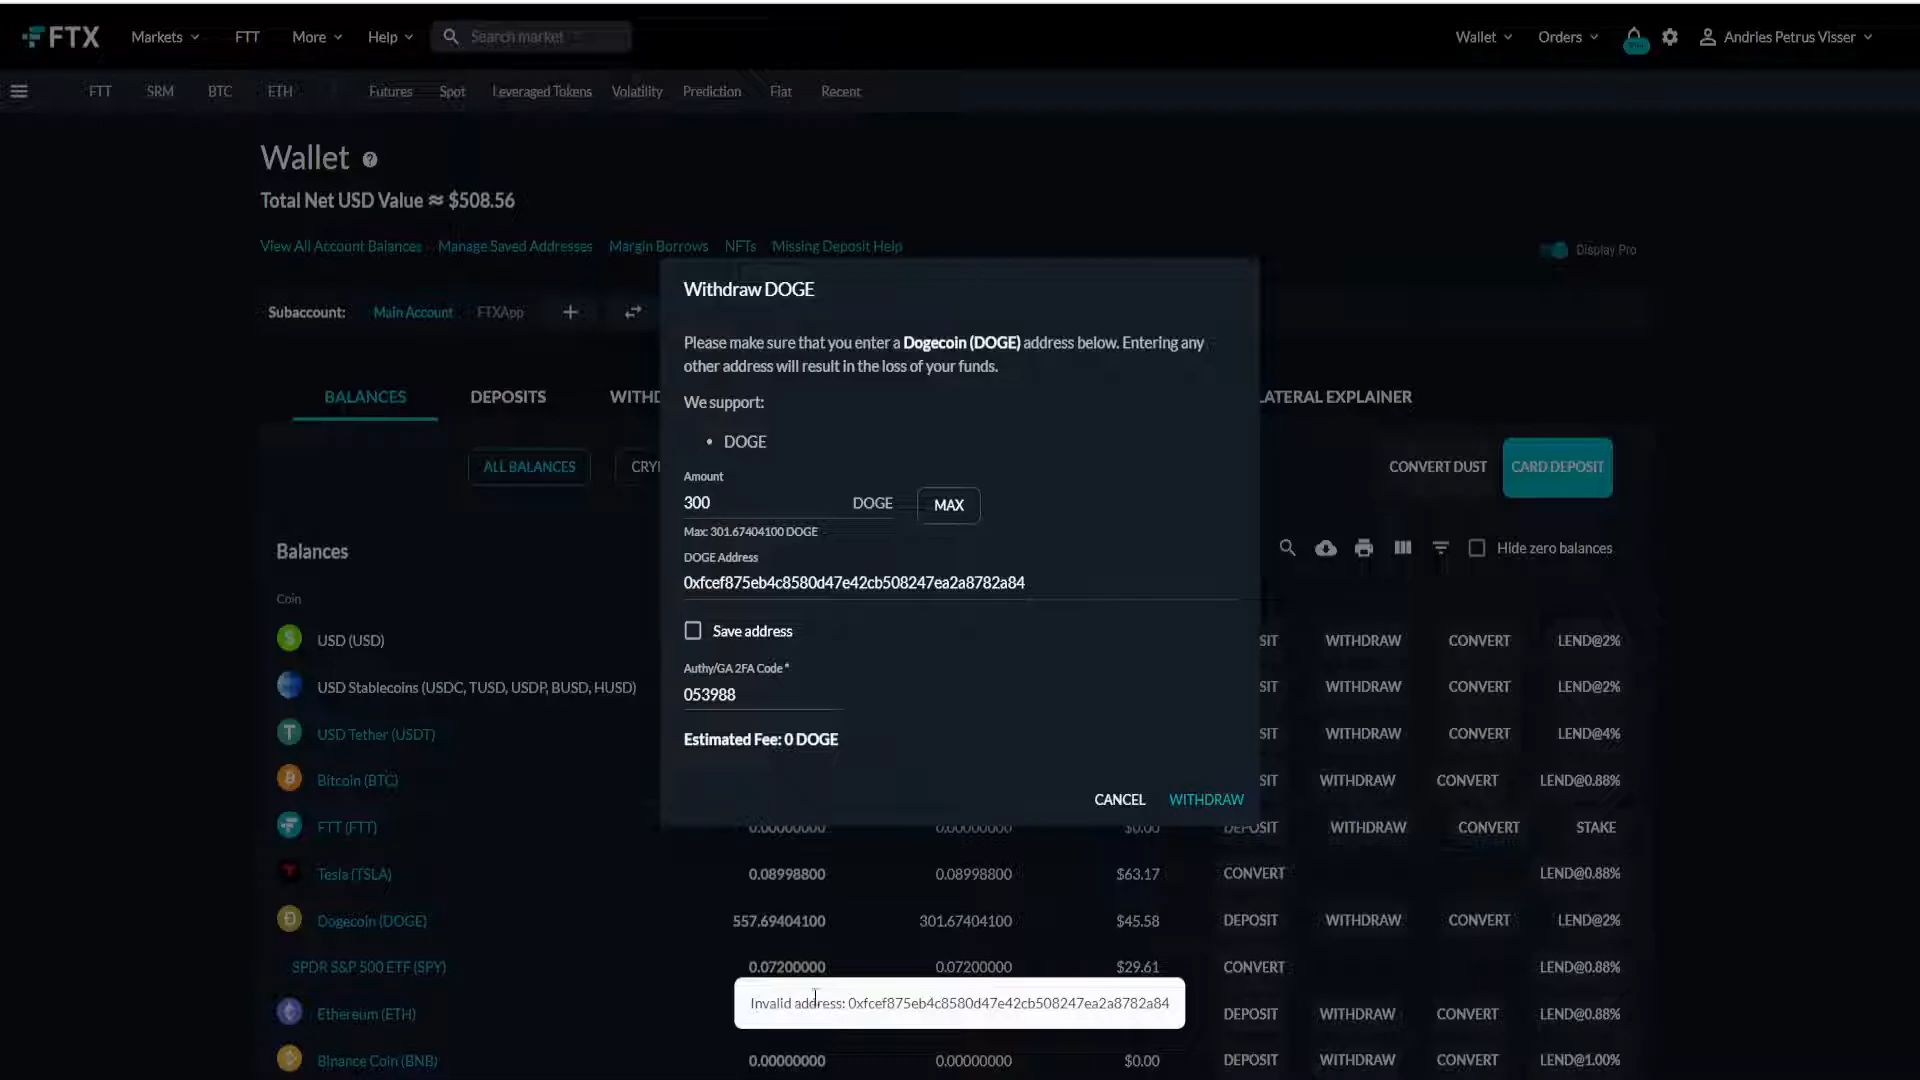 FTX Markets FTT More Help Search market Wallet Orders Andries Petrus Visser
FTT SRM BTC ETH Futures Spot Leveraged Tokens Volatility Prediction Fiat Recent
Wallet
Total Net USD Value ≈ $508.56
View All Account Balances Manage Saved Addresses Margin Borrows NFTs Missing Deposit Help
Display Pro
Subaccount: Main Account FTXApp
Withdraw DOGE
Please make sure that you enter a Dogecoin (DOGE) address below. Entering any
other address will result in the loss of your funds.
We support:
• DOGE
Amount
300 DOGE MAX
Max: 301.67404100 DOGE
DOGE Address
0xfcef875eb4c8580d47e42cb508247ea2a8782a84
Save address
Authy/GA 2FA Code *
053988
Estimated Fee: 0 DOGE
CANCEL WITHDRAW
BALANCES DEPOSITS WITHD LATERAL EXPLAINER
ALL BALANCES CRY CONVERT DUST CARD DEPOSIT
Balances Hide zero balances
Coin
USD (USD) SIT WITHDRAW CONVERT LEND@2%
USD Stablecoins (USDC, TUSD, USDP, BUSD, HUSD) SIT WITHDRAW CONVERT LEND@2%
USD Tether (USDT) SIT WITHDRAW CONVERT LEND@4%
Bitcoin (BTC) SIT WITHDRAW CONVERT LEND@0.88%
FTT (FTT) 0.00000000 0.00000000 $0.00 DEPOSIT WITHDRAW CONVERT STAKE
Tesla (TSLA) 0.08998800 0.08998800 $63.17 CONVERT LEND@0.88%
Dogecoin (DOGE) 557.69404100 301.67404100 $45.58 DEPOSIT WITHDRAW CONVERT LEND@2%
SPDR S&P 500 ETF (SPY) 0.07200000 0.07200000 $29.61 CONVERT LEND@0.88%
Invalid address: 0xfcef875eb4c8580d47e42cb508247ea2a8782a84
Ethereum (ETH) DEPOSIT WITHDRAW CONVERT LEND@0.88%
Binance Coin (BNB) 0.00000000 0.00000000 $0.00 DEPOSIT WITHDRAW CONVERT LEND@1.00%